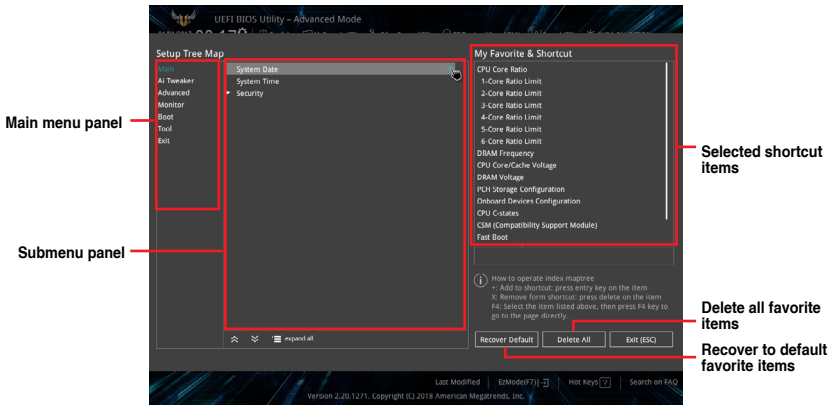 UEFI BIOS Utility – Advanced Mode
Setup Tree Map
Main
Ai Tweaker
Advanced
Monitor
Boot
Tool
Exit
System Date
System Time
Security
expand all
My Favorite & Shortcut
CPU Core Ratio
1-Core Ratio Limit
2-Core Ratio Limit
3-Core Ratio Limit
4-Core Ratio Limit
5-Core Ratio Limit
6-Core Ratio Limit
DRAM Frequency
CPU Core/Cache Voltage
DRAM Voltage
PCH Storage Configuration
Onboard Devices Configuration
CPU C-states
CSM (Compatibility Support Module)
Fast Boot
How to operate index maptree
+: Add to shortcut: press entry key on the item
X: Remove form shortcut: press delete on the item
F4: Select the item listed above, then press F4 key to
go to the page directly.
Recover Default
Delete All
Exit (ESC)
Last Modified
EzMode(F7)
Hot Keys ?
Search on FAQ
Version 2.20.1271. Copyright (C) 2018 American Megatrends, Inc.
Main menu panel
Submenu panel
Selected shortcut
items
Delete all favorite
items
Recover to default
favorite items